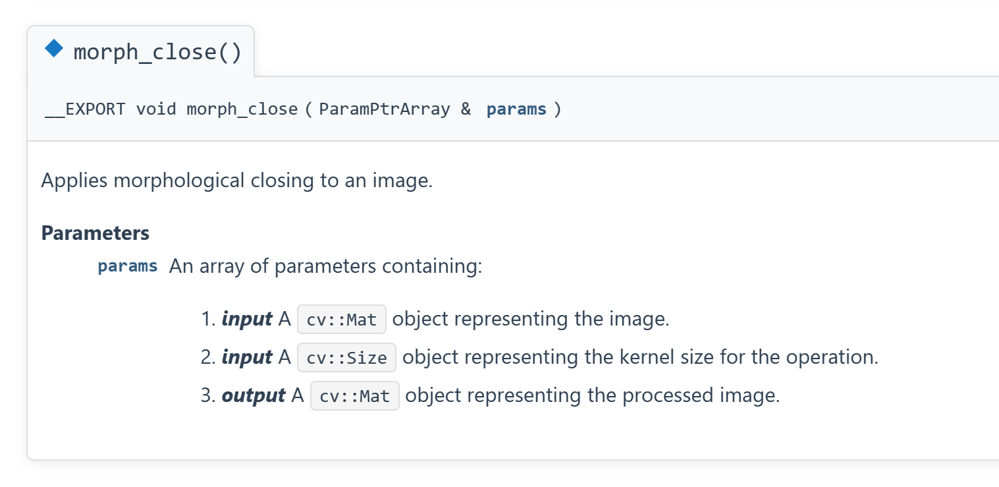 morph_close()
__EXPORT void morph_close ( ParamPtrArray & params )
Applies morphological closing to an image.
Parameters
params An array of parameters containing:
1. input A cv::Mat object representing the image.
2. input A cv::Size object representing the kernel size for the operation.
3. output A cv::Mat object representing the processed image.